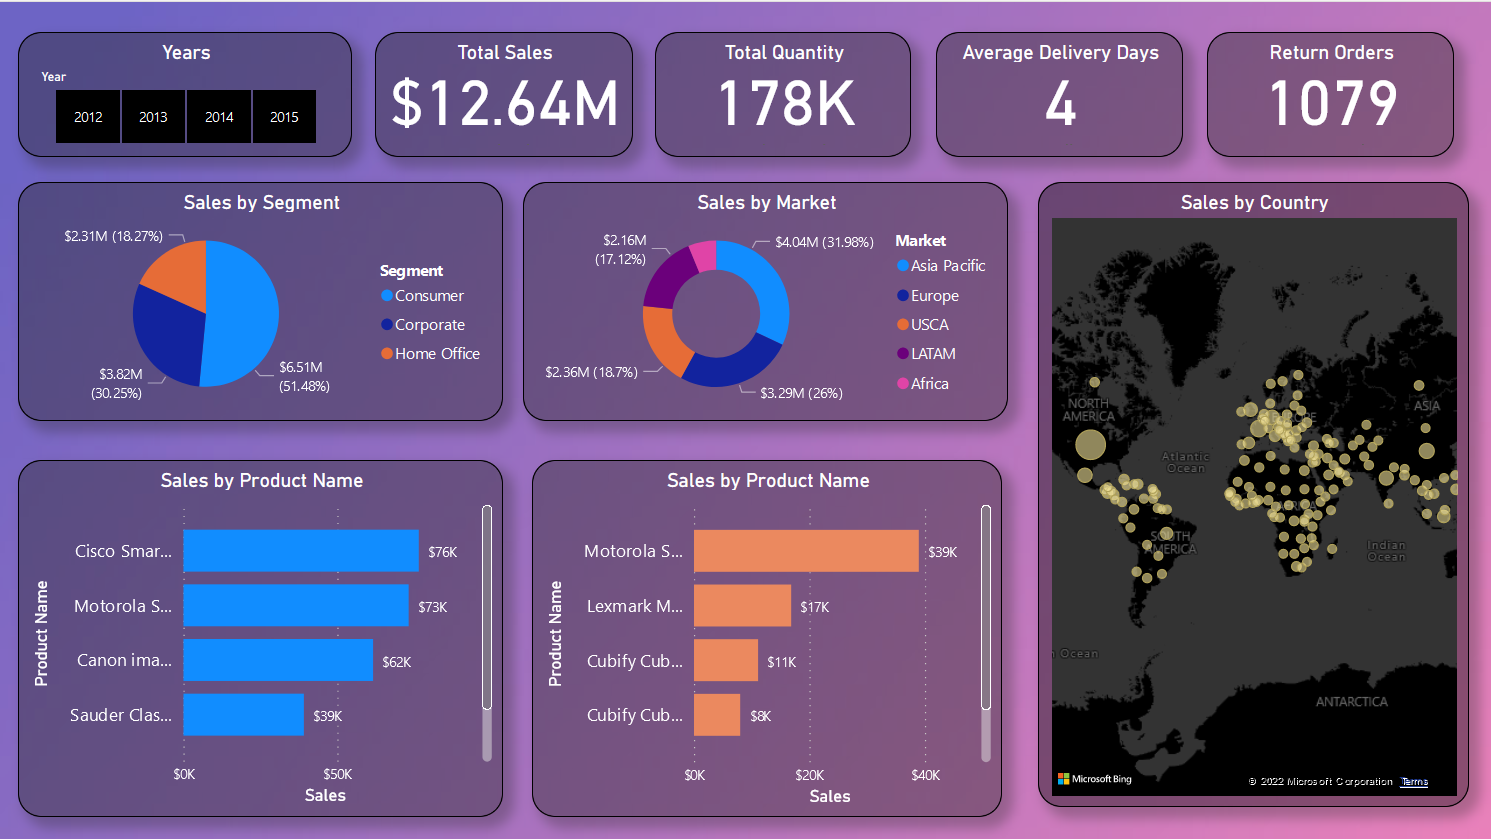 Years
Year
2012
2013
2014
2015
Total Sales
$12.64M
Total Quantity
178K
Average Delivery Days
4
Return Orders
1079
Sales by Segment
$2.31M (18.27%)
$3.82M
(30.25%)
$6.51M
(51.48%)
Segment
Consumer
Corporate
Home Office
Sales by Market
$2.16M
(17.12%)
$4.04M (31.98%)
$2.36M (18.7%)
$3.29M (26%)
Market
Asia Pacific
Europe
USCA
LATAM
Africa
Sales by Country
NORTH
AMERICA
ASIA
Atlantic
Ocean
SOUTH
AMERICA
Indian
Ocean
Ocean
ANTARCTICA
Microsoft Bing
© 2022 Microsoft Corporation Terms
Sales by Product Name
Product Name
Cisco Smar...
$76K
Motorola S...
$73K
Canon ima...
$62K
Sauder Clas...
$39K
$0K
$50K
Sales
Sales by Product Name
Product Name
Motorola S...
$39K
Lexmark M...
$17K
Cubify Cub...
$11K
Cubify Cub...
$8K
$0K
$20K
$40K
Sales